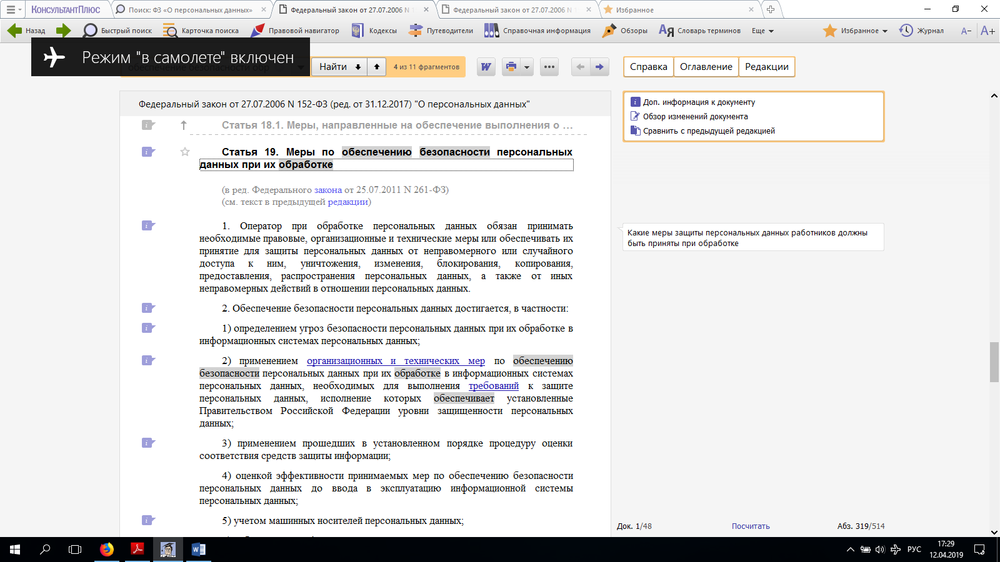 КонсультантПлюс
Поиск: ФЗ «О персональных данных»
Федеральный закон от 27.07.2006 N
Федеральный закон от 27.07.2006 N
Избранное
Назад
Быстрый поиск
Карточка поиска
Правовой навигатор
Кодексы
Путеводители
Справочная информация
Обзоры
Словарь терминов
Еще
Избранное
Журнал
А-
А+
Режим "в самолете" включен
Найти
4 из 11 фрагментов
Справка
Оглавление
Редакции
Федеральный закон от 27.07.2006 N 152-ФЗ (ред. от 31.12.2017) "О персональных данных"
Статья 18.1. Меры, направленные на обеспечение выполнения о ...
Статья 19. Меры по обеспечению безопасности персональных
данных при их обработке
(в ред. Федерального закона от 25.07.2011 N 261-ФЗ)
(см. текст в предыдущей редакции)
1. Оператор при обработке персональных данных обязан принимать
необходимые правовые, организационные и технические меры или обеспечивать их
принятие для защиты персональных данных от неправомерного или случайного
доступа к ним, уничтожения, изменения, блокирования, копирования,
предоставления, распространения персональных данных, а также от иных
неправомерных действий в отношении персональных данных.
2. Обеспечение безопасности персональных данных достигается, в частности:
1) определением угроз безопасности персональных данных при их обработке в
информационных системах персональных данных;
2) применением организационных и технических мер по обеспечению
безопасности персональных данных при их обработке в информационных системах
персональных данных, необходимых для выполнения требований к защите
персональных данных, исполнение которых обеспечивает установленные
Правительством Российской Федерации уровни защищенности персональных
данных;
3) применением прошедших в установленном порядке процедуру оценки
соответствия средств защиты информации;
4) оценкой эффективности принимаемых мер по обеспечению безопасности
персональных данных до ввода в эксплуатацию информационной системы
персональных данных;
5) учетом машинных носителей персональных данных;
Доп. информация к документу
Обзор изменений документа
Сравнить с предыдущей редакцией
Какие меры защиты персональных данных работников должны
быть приняты при обработке
Док. 1/48
Посчитать
Абз. 319/514
РУС
17:29
12.04.2019